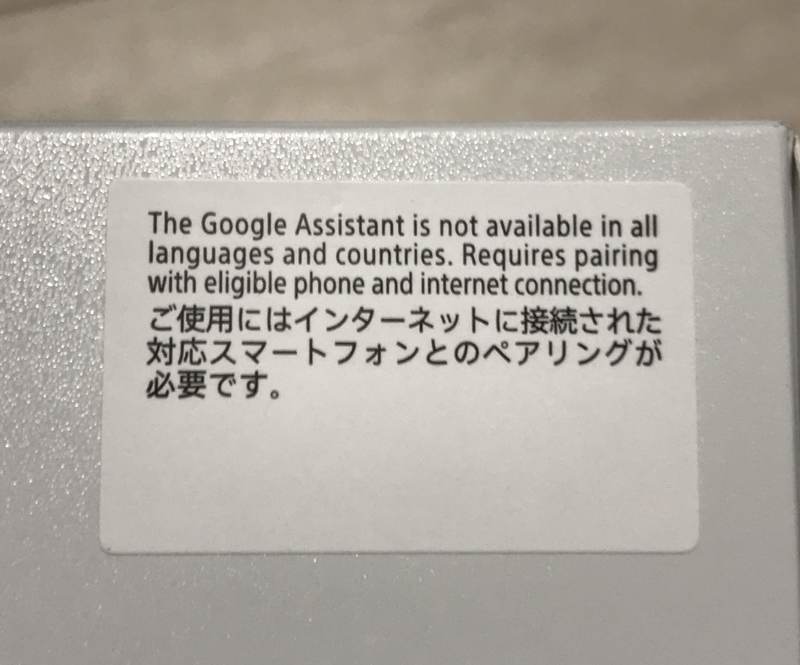 The Google Assistant is not available in all
languages and countries. Requires pairing
with eligible phone and internet connection.
ご使用にはインターネットに接続された
対応スマートフォンとのペアリングが
必要です。